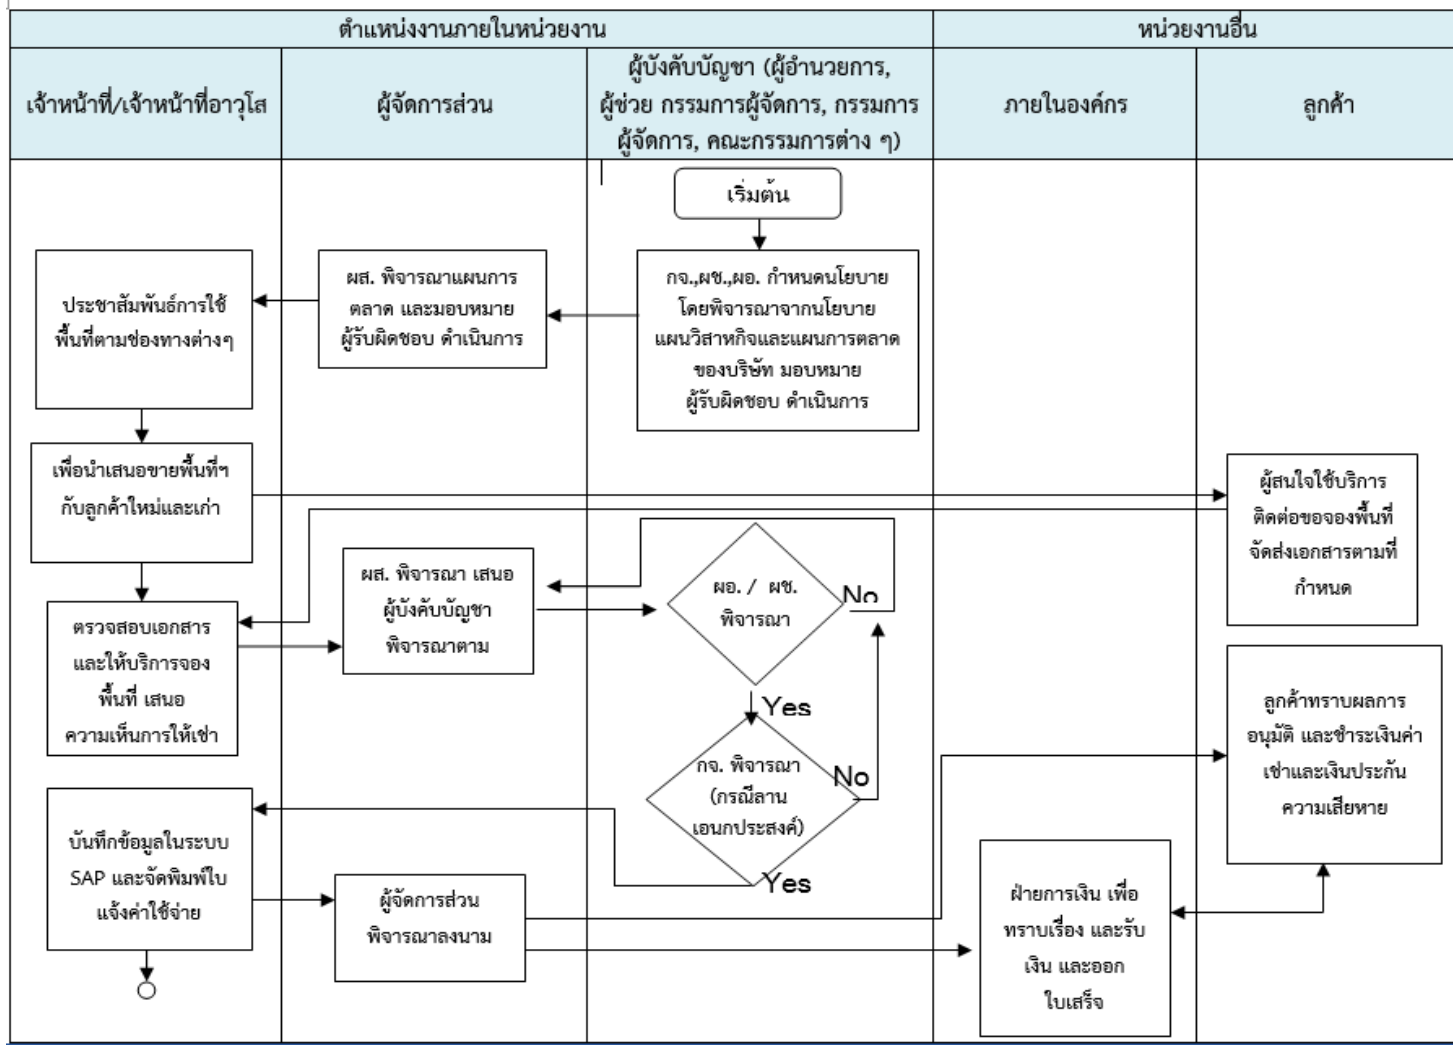 ตำแหน่งงานภายในหน่วยงาน
หน่วยงานอื่น
เจ้าหน้าที่/เจ้าหน้าที่อาวุโส
ผู้จัดการส่วน
ผู้บังคับบัญชา (ผู้อำนวยการ,
ผู้ช่วย กรรมการผู้จัดการ, กรรมการ
ผู้จัดการ, คณะกรรมการต่าง ๆ)
ภายในองค์กร
ลูกค้า
เริ่มต้น
กจ.,ผช.,ผอ. กำหนดนโยบาย
โดยพิจารณาจากนโยบาย
แผนวิสาหกิจและแผนการตลาด
ของบริษัท มอบหมาย
ผู้รับผิดชอบ ดำเนินการ
ผส. พิจารณาแผนการ
ตลาด และมอบหมาย
ผู้รับผิดชอบ ดำเนินการ
ประชาสัมพันธ์การใช้
พื้นที่ตามช่องทางต่างๆ
เพื่อนำเสนอขายพื้นที่ฯ
กับลูกค้าใหม่และเก่า
ผู้สนใจใช้บริการ
ติดต่อขอจองพื้นที่
จัดส่งเอกสารตามที่
กำหนด
ตรวจสอบเอกสาร
และให้บริการจอง
พื้นที่ เสนอ
ความเห็นการให้เช่า
ผส. พิจารณา เสนอ
ผู้บังคับบัญชา
พิจารณาตาม
ผอ. / ผช.
พิจารณา
No
Yes
กจ. พิจารณา
(กรณีลาน
เอนกประสงค์)
No
Yes
บันทึกข้อมูลในระบบ
SAP และจัดพิมพ์ใบ
แจ้งค่าใช้จ่าย
ผู้จัดการส่วน
พิจารณาลงนาม
ลูกค้าทราบผลการ
อนุมัติ และชำระเงินค่า
เช่าและเงินประกัน
ความเสียหาย
ฝ่ายการเงิน เพื่อ
ทราบเรื่อง และรับ
เงิน และออก
ใบเสร็จ